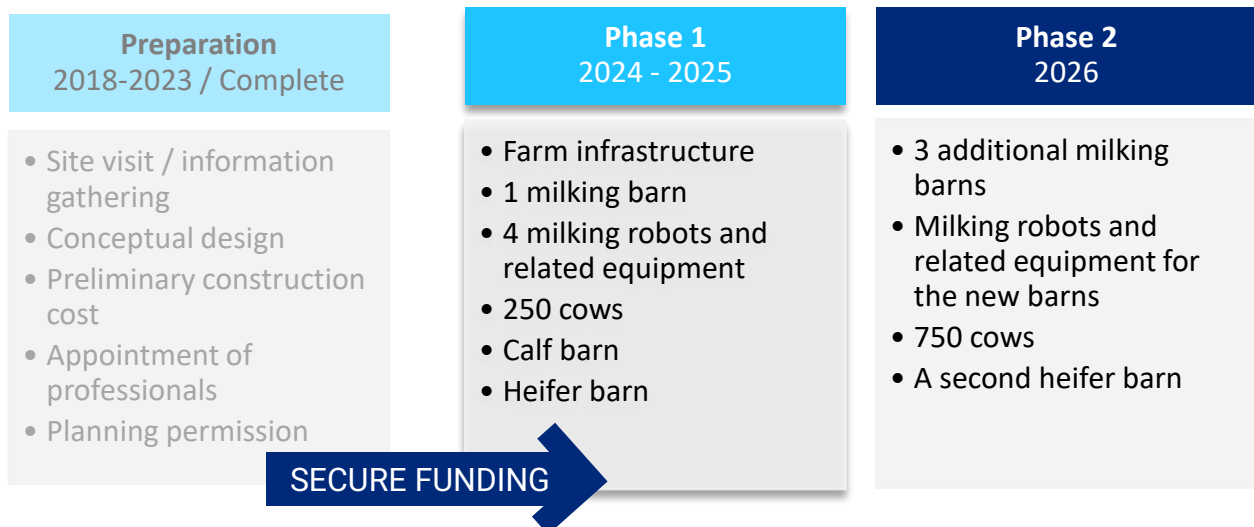 Preparation
2018-2023 / Complete
• Site visit / information
gathering
• Conceptual design
• Preliminary construction
cost
• Appointment of
professionals
• Planning permission
Phase 1
2024 - 2025
• Farm infrastructure
• 1 milking barn
• 4 milking robots and
related equipment
• 250 cows
• Calf barn
• Heifer barn
Phase 2
2026
• 3 additional milking
barns
• Milking robots and
related equipment for
the new barns
• 750 cows
• A second heifer barn
SECURE FUNDING